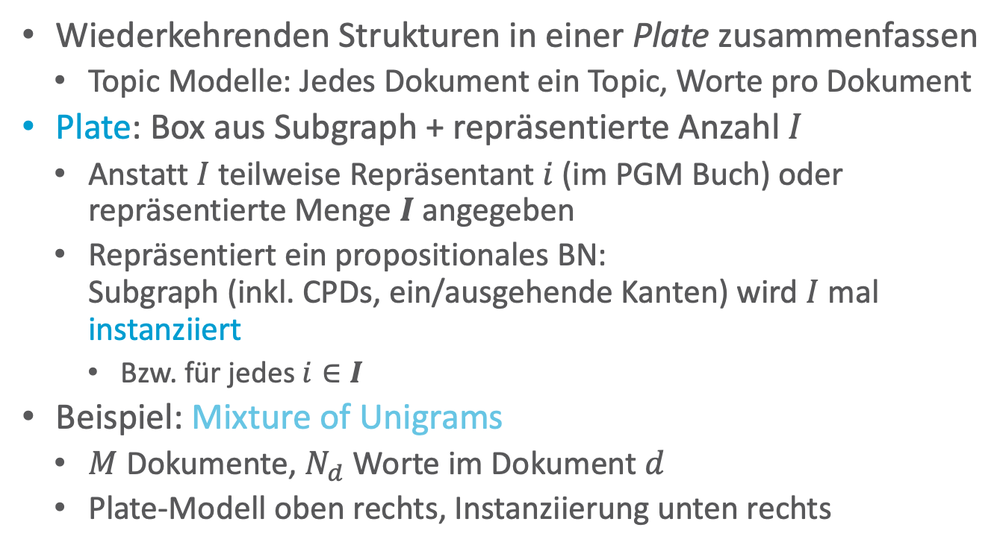 • Wiederkehrenden Strukturen in einer Plate zusammenfassen
• Topic Modelle: Jedes Dokument ein Topic, Worte pro Dokument
• Plate: Box aus Subgraph + repräsentierte Anzahl I
• Anstatt I teilweise Repräsentant i (im PGM Buch) oder
repräsentierte Menge I angegeben
• Repräsentiert ein propositionales BN:
Subgraph (inkl. CPDs, ein/ausgehende Kanten) wird I mal
instanziiert
• Bzw. für jedes i ∈ I
• Beispiel: Mixture of Unigrams
• M Dokumente, N_d Worte im Dokument d
• Plate-Modell oben rechts, Instanziierung unten rechts